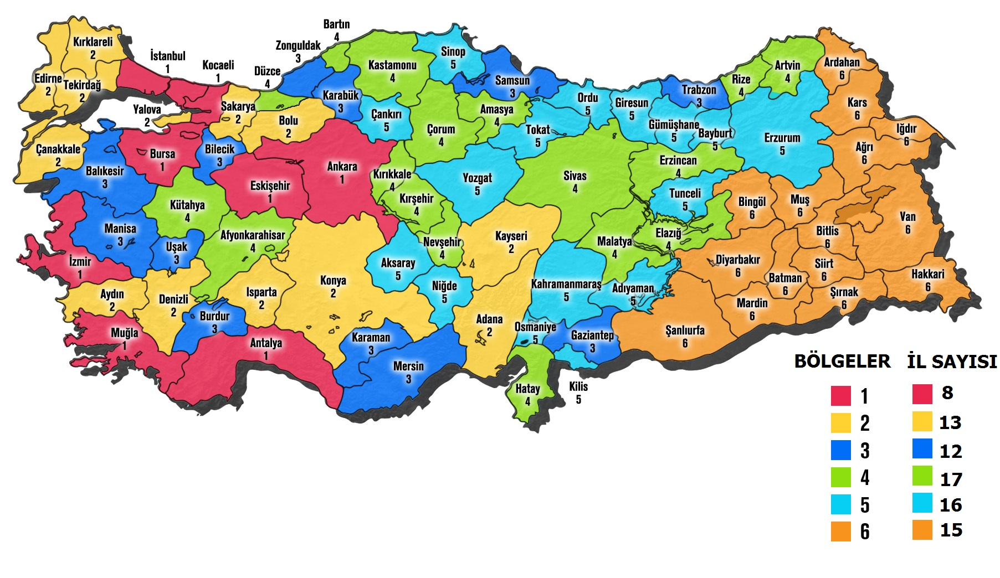 Bartın
4
Zonguldak
3
Kırklareli
2
İstanbul
1
Kocaeli
1
Düzce
4
Kastamonu
4
Sinop
5
Samsun
3
Artvin
4
Ardahan
6
Edirne
2
Tekirdağ
2
Yalova
2
Sakarya
2
Bolu
2
Karabük
3
Çankırı
5
Çorum
4
Amasya
4
Tokat
5
Ordu
5
Giresun
5
Trabzon
3
Rize
4
Gümüşhane
5
Bayburt
5
Erzurum
5
Kars
6
Iğdır
6
Ağrı
6
Çanakkale
2
Balıkesir
3
Bursa
1
Bilecik
3
Eskişehir
1
Ankara
1
Kırıkkale
4
Kırşehir
4
Yozgat
5
Sivas
4
Erzincan
4
Tunceli
5
Bingöl
6
Muş
6
Van
6
Bitlis
6
Kütahya
4
Manisa
3
Uşak
3
Afyonkarahisar
4
İzmir
1
Aksaray
5
Nevşehir
4
Kayseri
2
Malatya
4
Elazığ
4
Diyarbakır
6
Batman
6
Siirt
6
Şırnak
6
Hakkari
6
Aydın
2
Denizli
2
Isparta
2
Konya
2
Niğde
5
Kahramanmaraş
5
Adıyaman
5
Mardin
6
Şanlıurfa
6
Muğla
1
Burdur
3
Antalya
1
Karaman
3
Mersin
3
Adana
2
Osmaniye
5
Gaziantep
3
Hatay
4
Kilis
5
BÖLGELER İL SAYISI
1 8
2 13
3 12
4 17
5 16
6 15